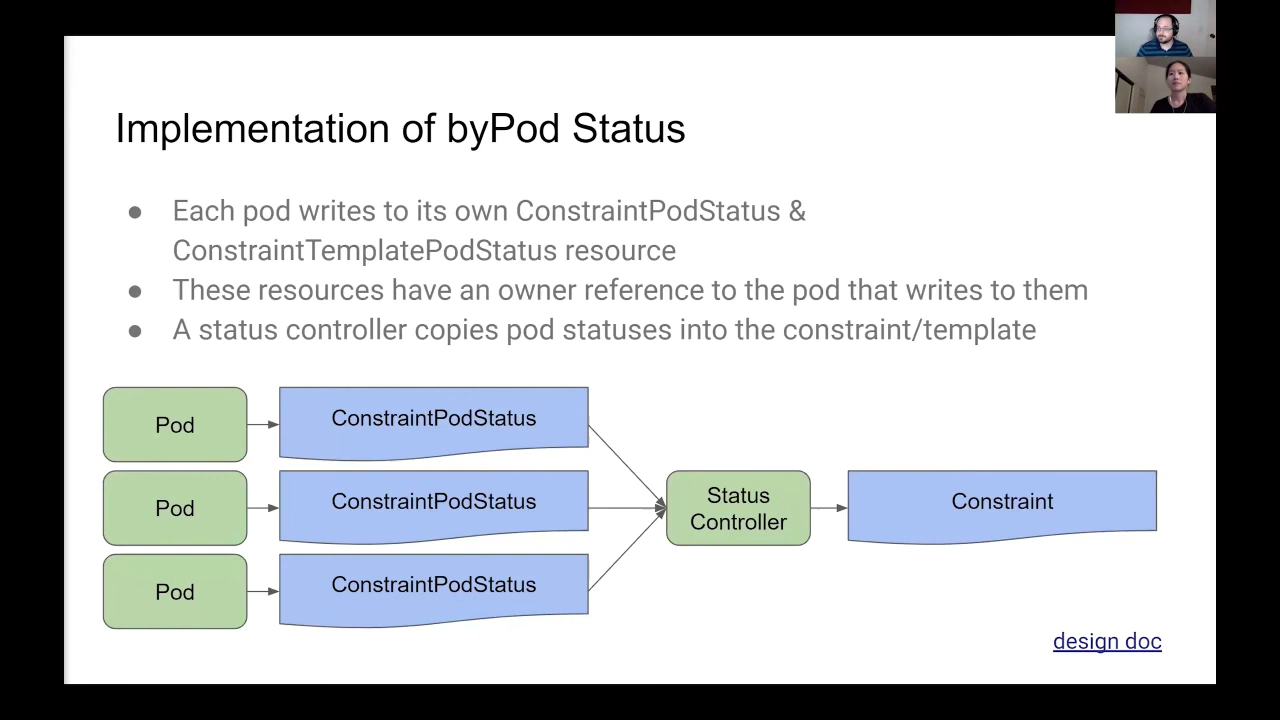 Implementation of byPod Status
● Each pod writes to its own ConstraintPodStatus &
ConstraintTemplatePodStatus resource
● These resources have an owner reference to the pod that writes to them
● A status controller copies pod statuses into the constraint/template
Pod
ConstraintPodStatus
Pod
ConstraintPodStatus
Status
Controller
Constraint
Pod
ConstraintPodStatus
design doc